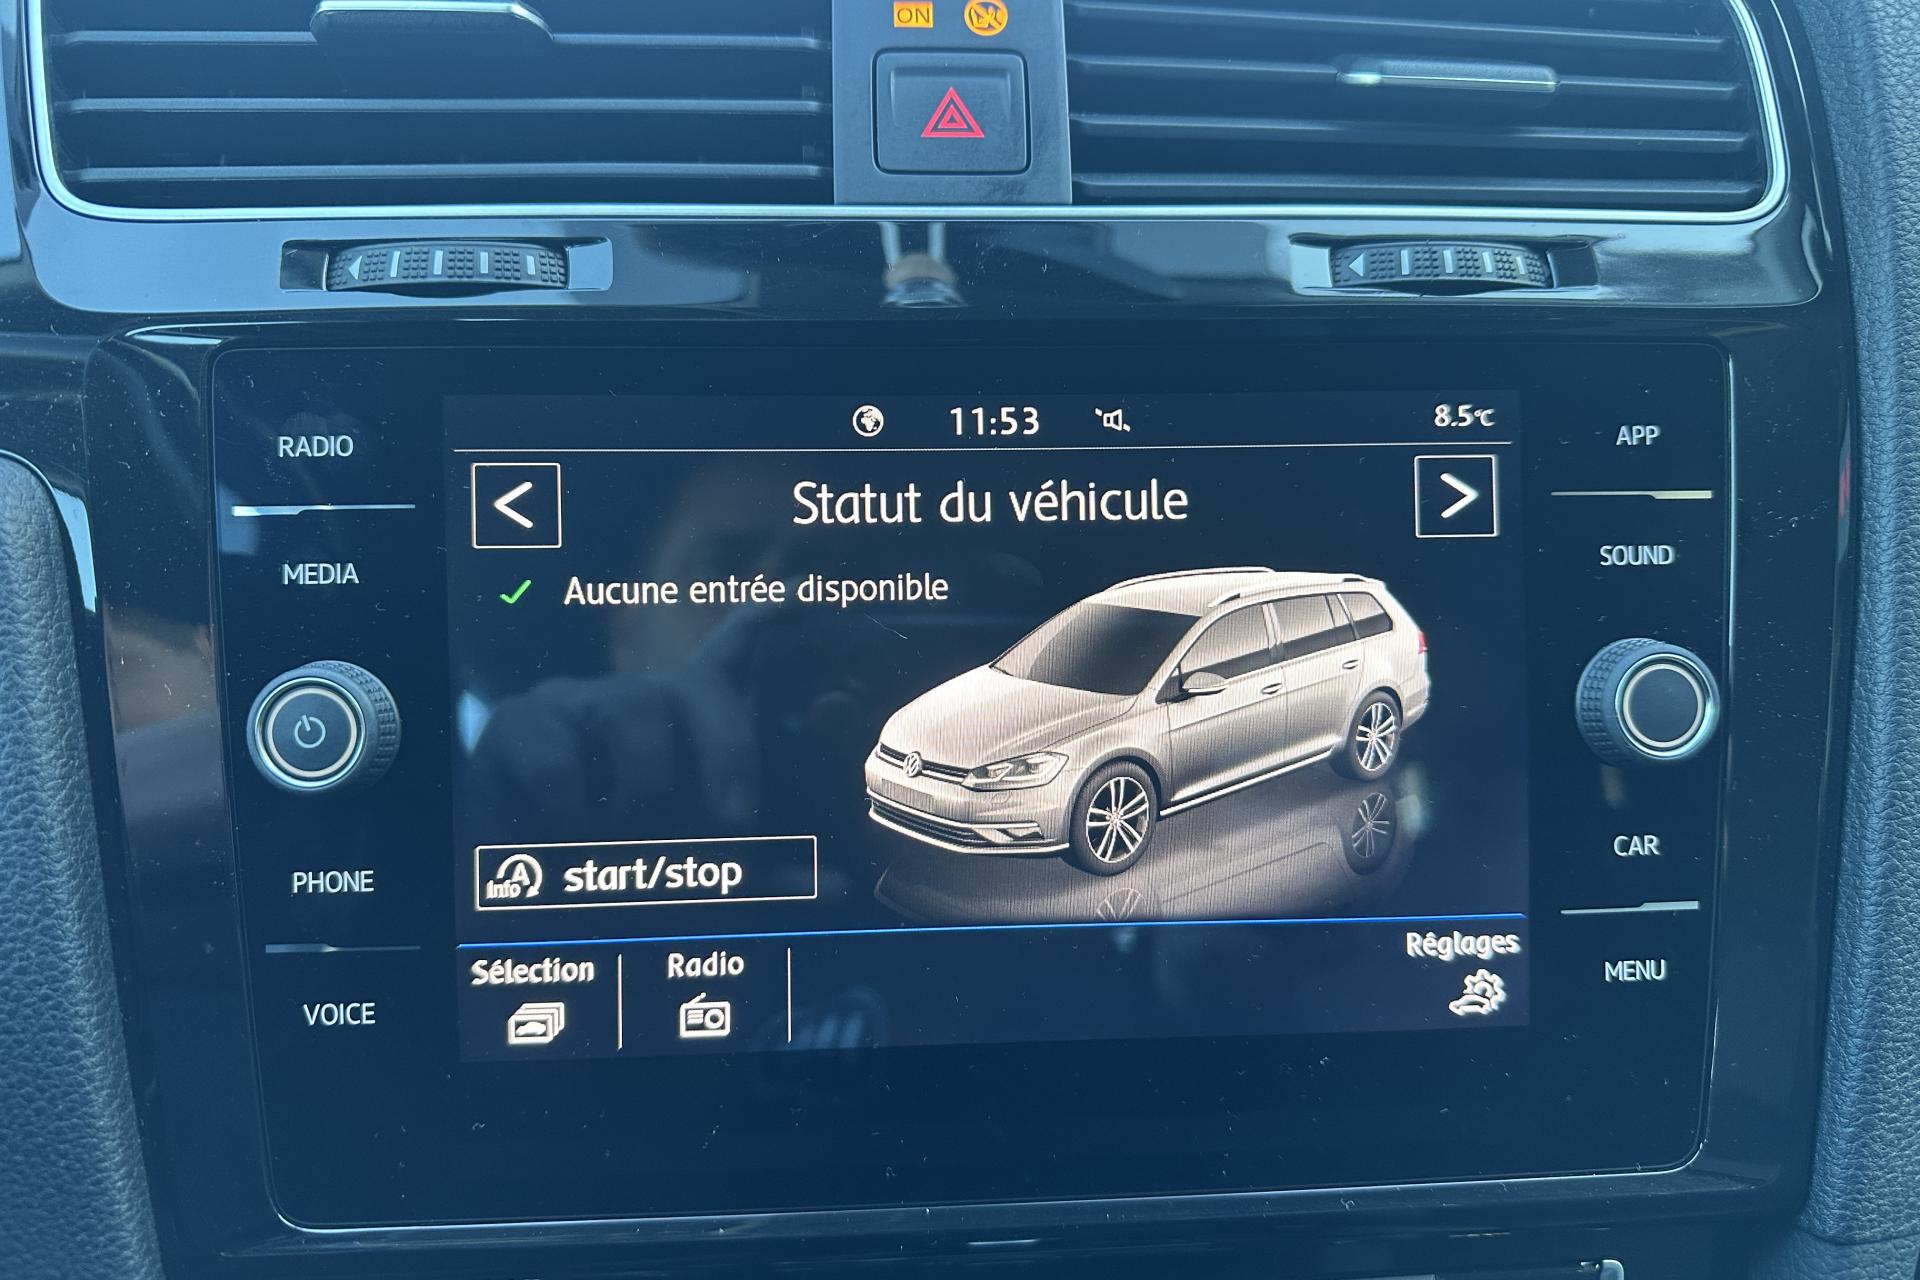 ON
RADIO
MEDIA
PHONE
VOICE
11:53
8.5°C
Statut du véhicule
Aucune entrée disponible
A
Info
start/stop
Sélection
Radio
Réglages
APP
SOUND
CAR
MENU